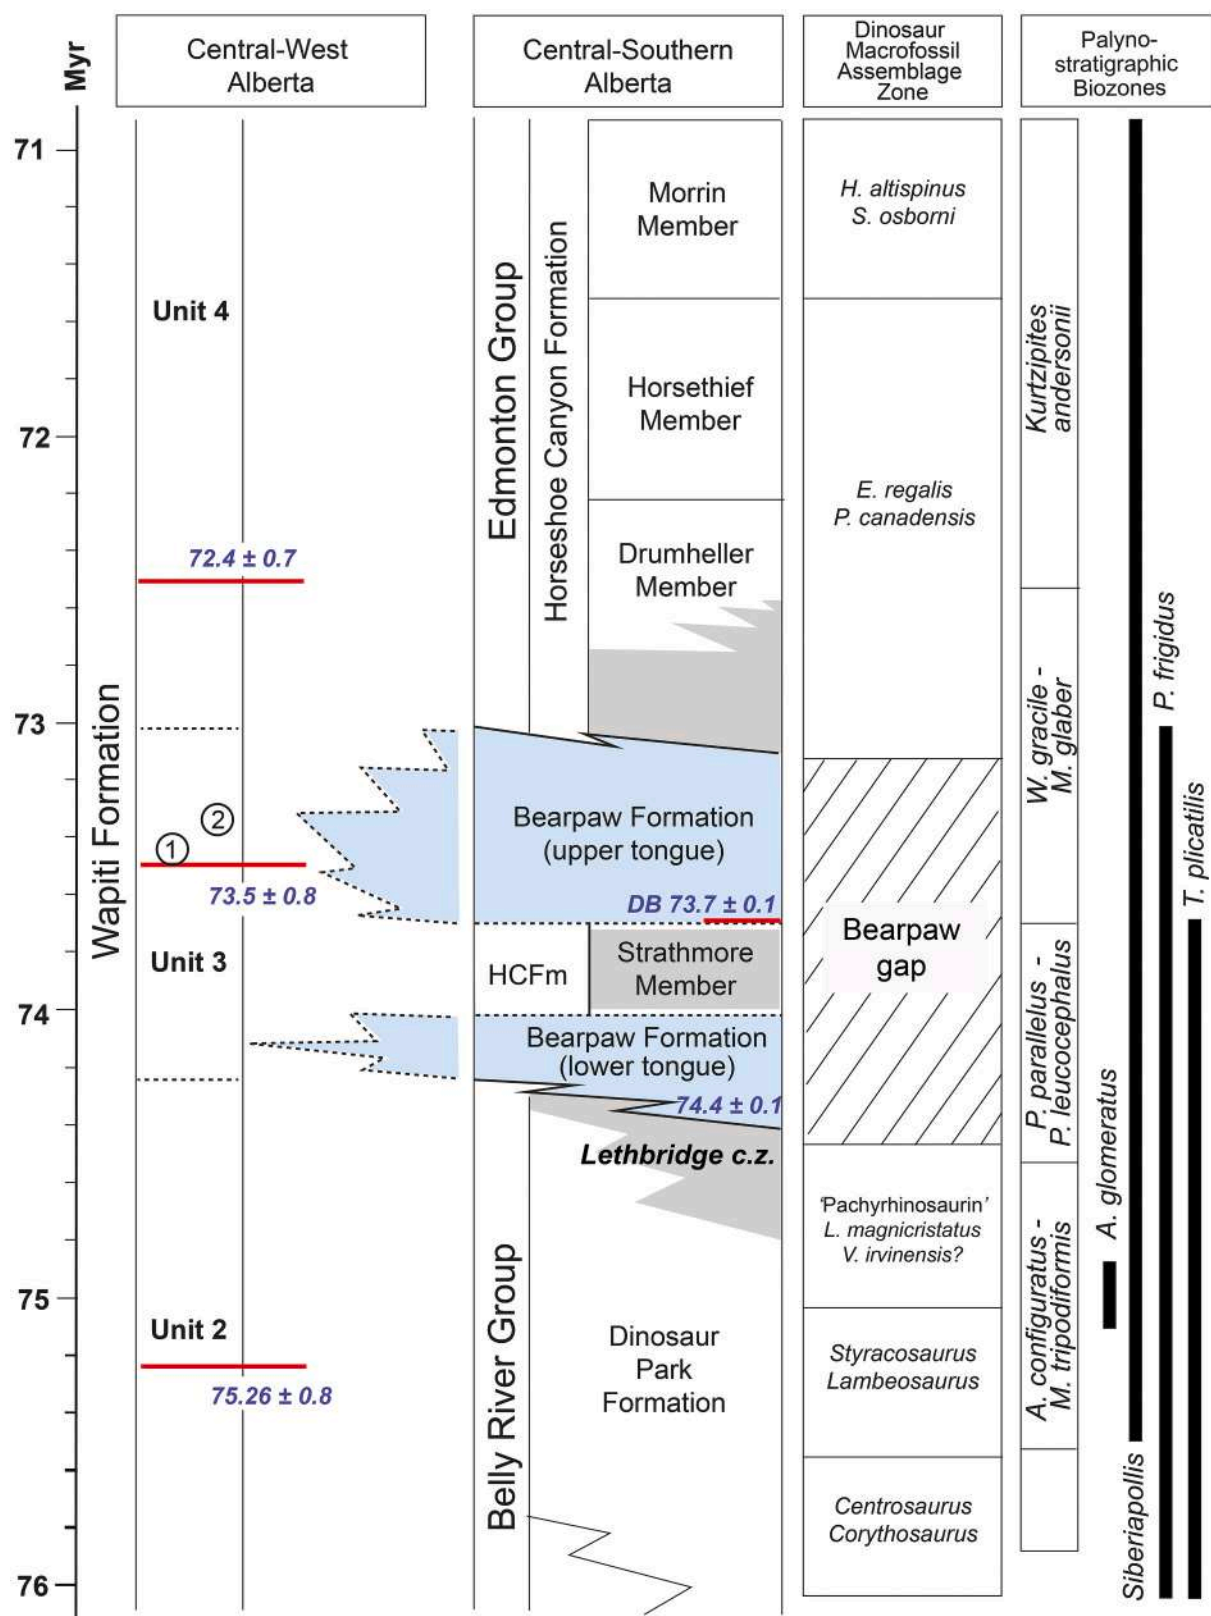 Myr
Central-West
Alberta
Central-Southern
Alberta
Dinosaur
Macrofossil
Assemblage
Zone
Palyno-
stratigraphic
Biozones
71
72
73
74
75
76
Wapiti Formation
Unit 4
72.4 ± 0.7
2
1
73.5 ± 0.8
Unit 3
Unit 2
75.26 ± 0.8
Edmonton Group
Horseshoe Canyon Formation
Morrin
Member
Horsethief
Member
Drumheller
Member
Bearpaw Formation
(upper tongue)
DB 73.7 ± 0.1
HCFm
Strathmore
Member
Bearpaw Formation
(lower tongue)
74.4 ± 0.1
Lethbridge c.z.
Belly River Group
Dinosaur
Park
Formation
H. altispinus
S. osborni
E. regalis
P. canadensis
Bearpaw
gap
'Pachyrhinosaurin'
L. magnicristatus
V. irvinensis?
Styracosaurus
Lambeosaurus
Centrosaurus
Corythosaurus
Kurtzipites
andersonii
W. gracile -
M. glaber
P. parallelus -
P. leucocephalus
A. configuratus -
M. tripodiformis
A. glomeratus
Siberiapollis
P. frigidus
T. plicatilis